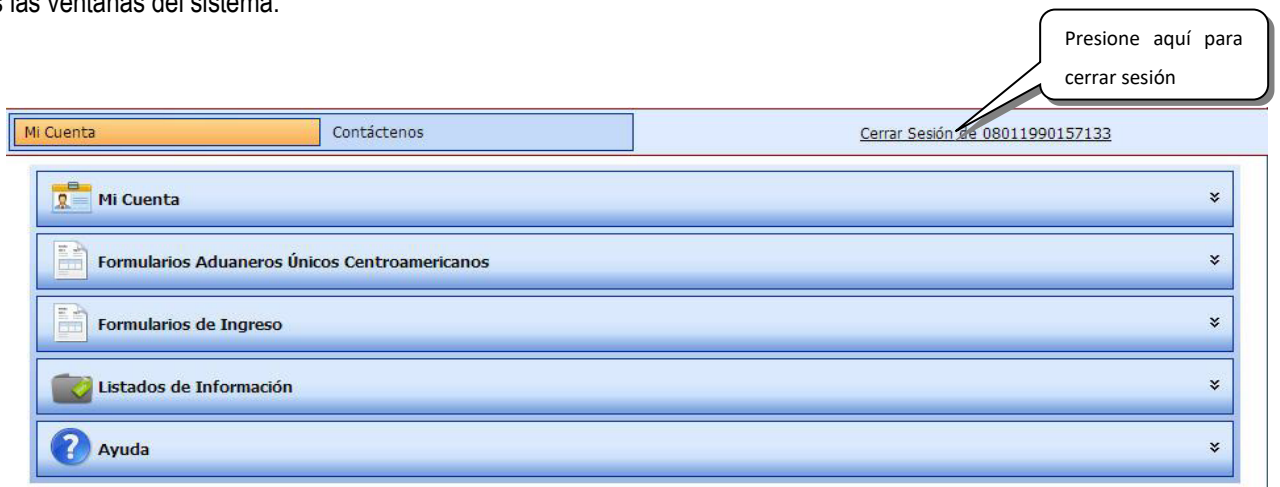 s las ventanas del sistema.
Presione aquí para
cerrar sesión
Mi Cuenta
Contáctenos
Cerrar Sesión de 08011990157133
Mi Cuenta
Formularios Aduaneros Únicos Centroamericanos
Formularios de Ingreso
Listados de Información
Ayuda